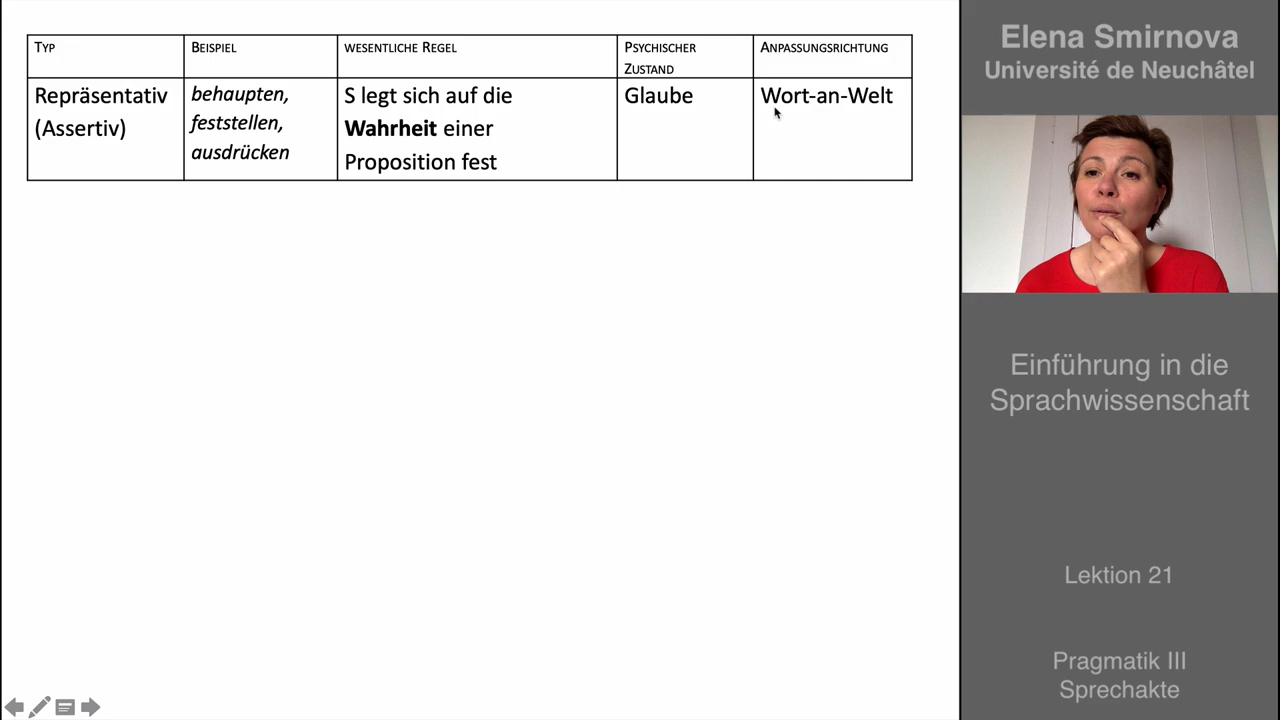 TYP
BEISPIEL
WESENTLICHE REGEL
PSYCHISCHER
ZUSTAND
ANPASSUNGSRICHTUNG
Repräsentativ
(Assertiv)
behaupten,
feststellen,
ausdrücken
S legt sich auf die
Wahrheit einer
Proposition fest
Glaube
Wort-an-Welt
Elena Smirnova
Université de Neuchâtel
Einführung in die
Sprachwissenschaft
Lektion 21
Pragmatik III
Sprechakte